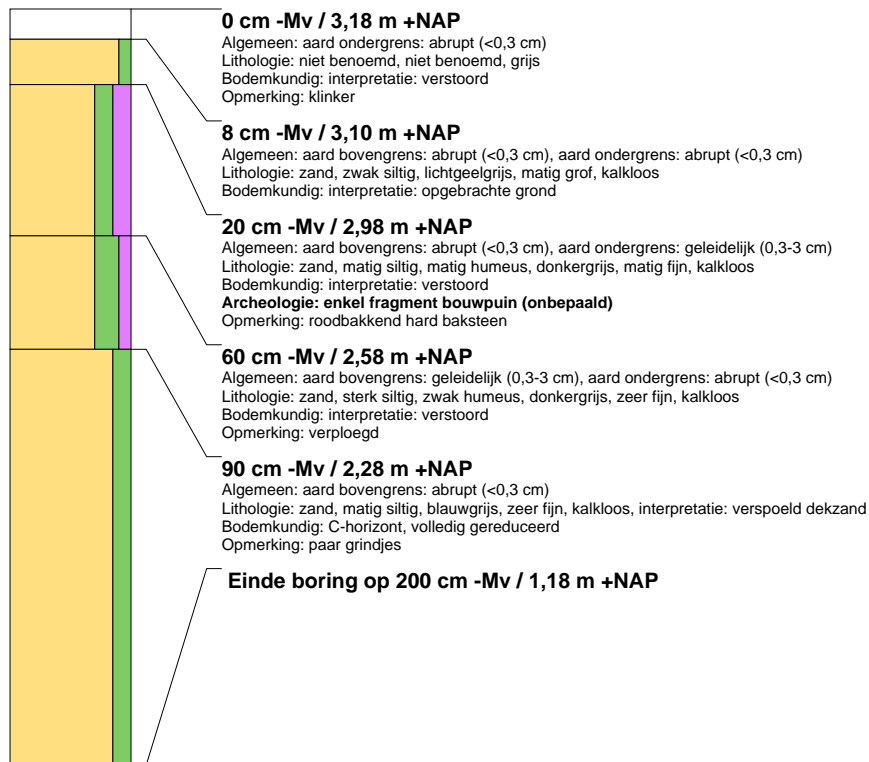 0 cm -Mv / 3,18 m +NAP
Algemeen: aard ondergrens: abrupt (<0,3 cm)
Lithologie: niet benoemd, niet benoemd, grijs
Bodemkundig: interpretatie: verstoord
Opmerking: klinker
8 cm -Mv / 3,10 m +NAP
Algemeen: aard bovengrens: abrupt (<0,3 cm), aard ondergrens: abrupt (<0,3 cm)
Lithologie: zand, zwak siltig, lichtgeelgrijs, matig grof, kalkloos
Bodemkundig: interpretatie: opgebrachte grond
20 cm -Mv / 2,98 m +NAP
Algemeen: aard bovengrens: abrupt (<0,3 cm), aard ondergrens: geleidelijk (0,3-3 cm)
Lithologie: zand, matig siltig, matig humeus, donkergrijs, matig fijn, kalkloos
Bodemkundig: interpretatie: verstoord
Archeologie: enkel fragment bouwpuin (onbepaald)
Opmerking: roodbakkend hard baksteen
60 cm -Mv / 2,58 m +NAP
Algemeen: aard bovengrens: geleidelijk (0,3-3 cm), aard ondergrens: abrupt (<0,3 cm)
Lithologie: zand, sterk siltig, zwak humeus, donkergrijs, zeer fijn, kalkloos
Bodemkundig: interpretatie: verstoord
Opmerking: verploegd
90 cm -Mv / 2,28 m +NAP
Algemeen: aard bovengrens: abrupt (<0,3 cm)
Lithologie: zand, matig siltig, blauwgrijs, zeer fijn, kalkloos, interpretatie: verspoeld dekzand
Bodemkundig: C-horizont, volledig gereduceerd
Opmerking: paar grindjes
Einde boring op 200 cm -Mv / 1,18 m +NAP